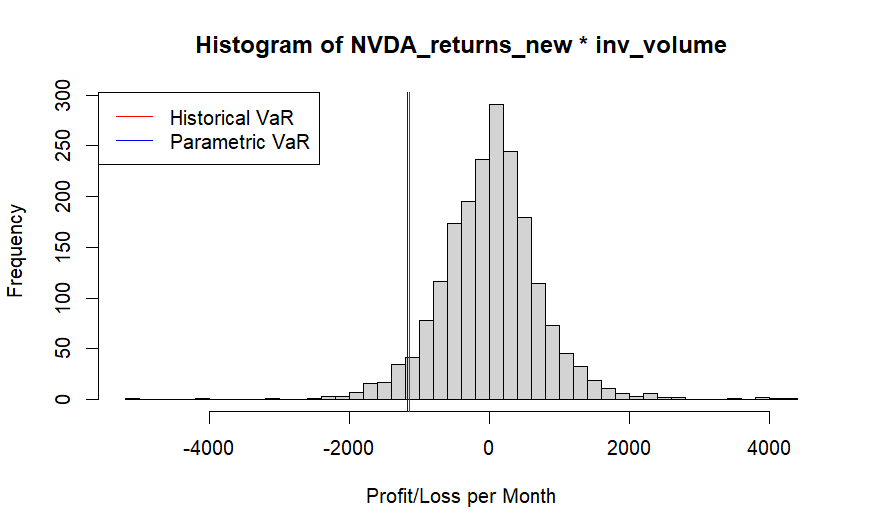 Histogram of NVDA_returns_new * inv_volume
Historical VaR
Parametric VaR
Frequency
300
250
200
150
100
50
0
-4000 -2000 0 2000 4000
Profit/Loss per Month